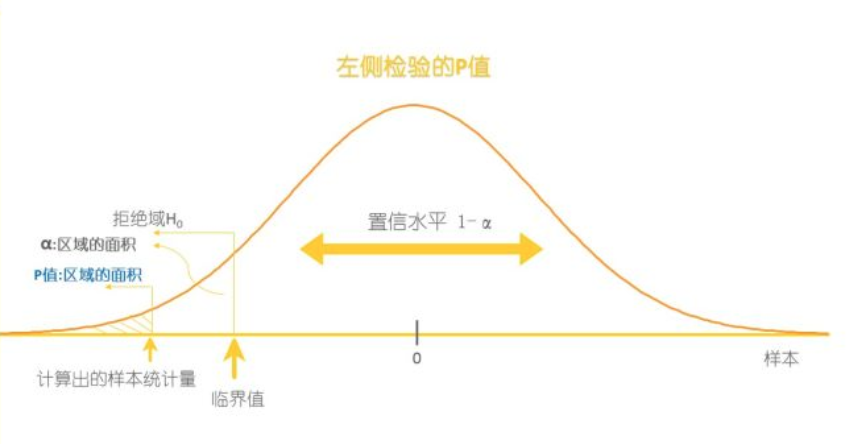 左侧检验的P值
拒绝域H₀
置信水平 1-α
α:区域的面积
P值:区域的面积
0
样本
计算出的样本统计量
临界值